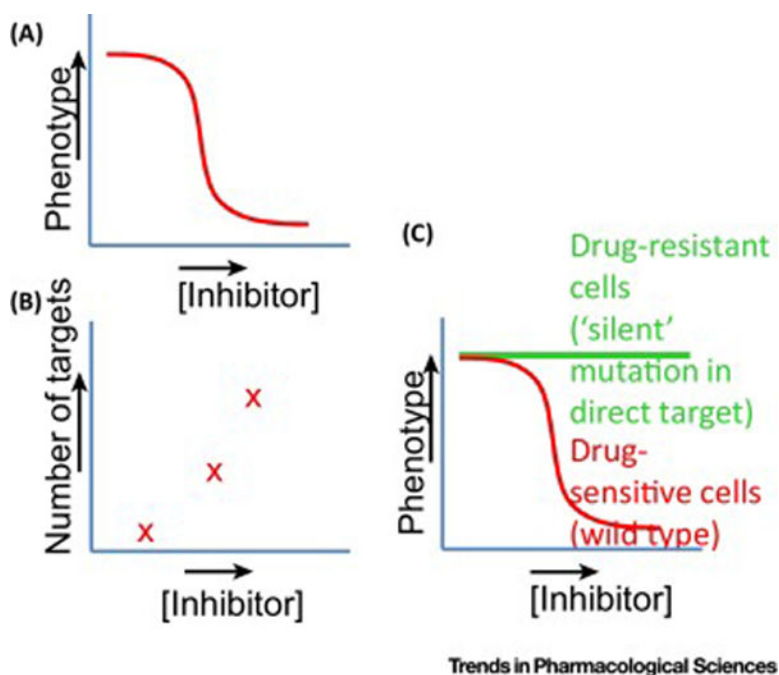 (A)
Phenotype
[Inhibitor]
(B)
Number of targets
x
x
x
[Inhibitor]
(C)
Phenotype
Drug-resistant
cells
(‘silent’
mutation in
direct target)
Drug-
sensitive cells
(wild type)
[Inhibitor]
Trends in Pharmacological Sciences